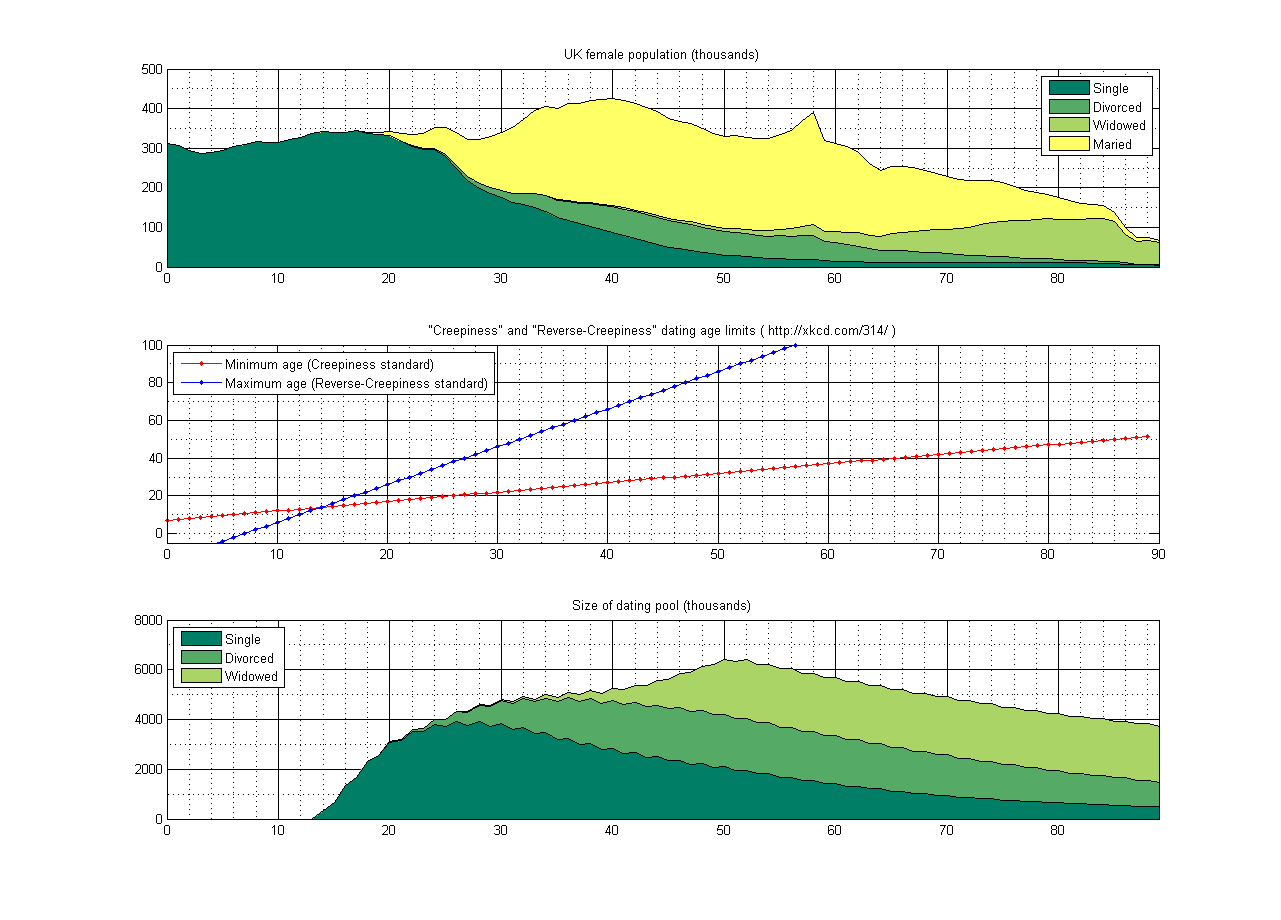 UK female population (thousands)
500
400
300
200
100
0
Single
Divorced
Widowed
Maried
0 10 20 30 40 50 60 70 80
"Creepiness" and "Reverse-Creepiness" dating age limits ( http://xkcd.com/314/ )
100
80
60
40
20
0
Minimum age (Creepiness standard)
Maximum age (Reverse-Creepiness standard)
0 10 20 30 40 50 60 70 80 90
Size of dating pool (thousands)
8000
6000
4000
2000
0
Single
Divorced
Widowed
0 10 20 30 40 50 60 70 80